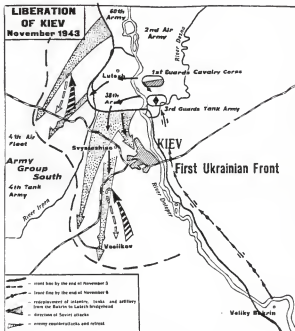 LIBERATION
OF KIEV
November 1943
60th
Army
2nd Air
Army
River Desna
Lutezh
1st Guards Cavalry Corps
38th
Army
3rd Guards Tank Army
4th Air
Fleet
Svyatoshino
KIEV
Army
Group
South
First Ukrainian Front
4th Tank
Army
River Irpen
River Dnieper
Vasilkov
Veliky Bukrin
front line by the end of November 3
front line by the end of November 6
redeployment of infantry, tanks and artillery
from the Bukrin to Lutezh bridgehead
direction of Soviet attacks
enemy counterattacks and retreat